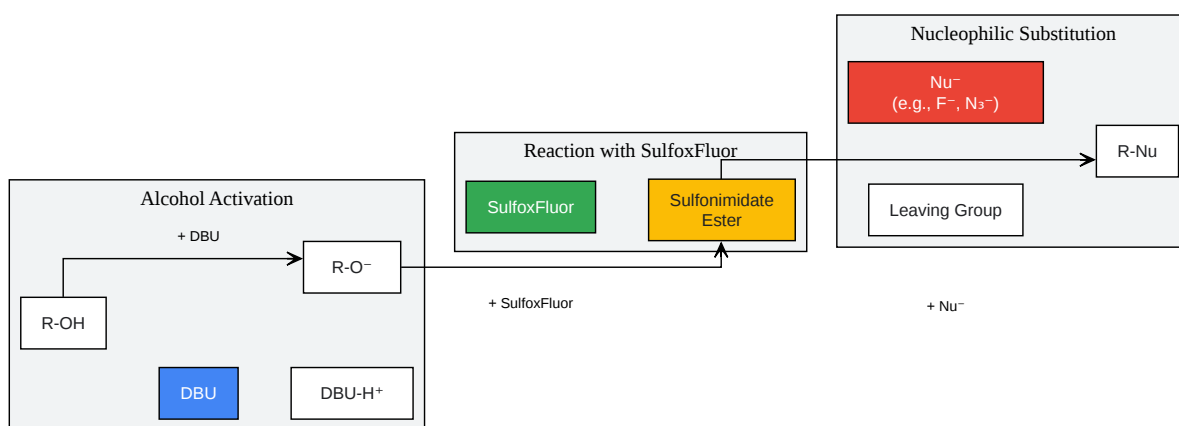 Nucleophilic Substitution
Nu⁻
(e.g., F⁻, N₃⁻)
Reaction with SulfoxFluor
R-Nu
Alcohol Activation
SulfoxFluor
Sulfonimidate
Ester
Leaving Group
+ DBU
R-O⁻
+ SulfoxFluor
+ Nu⁻
R-OH
DBU
DBU-H⁺